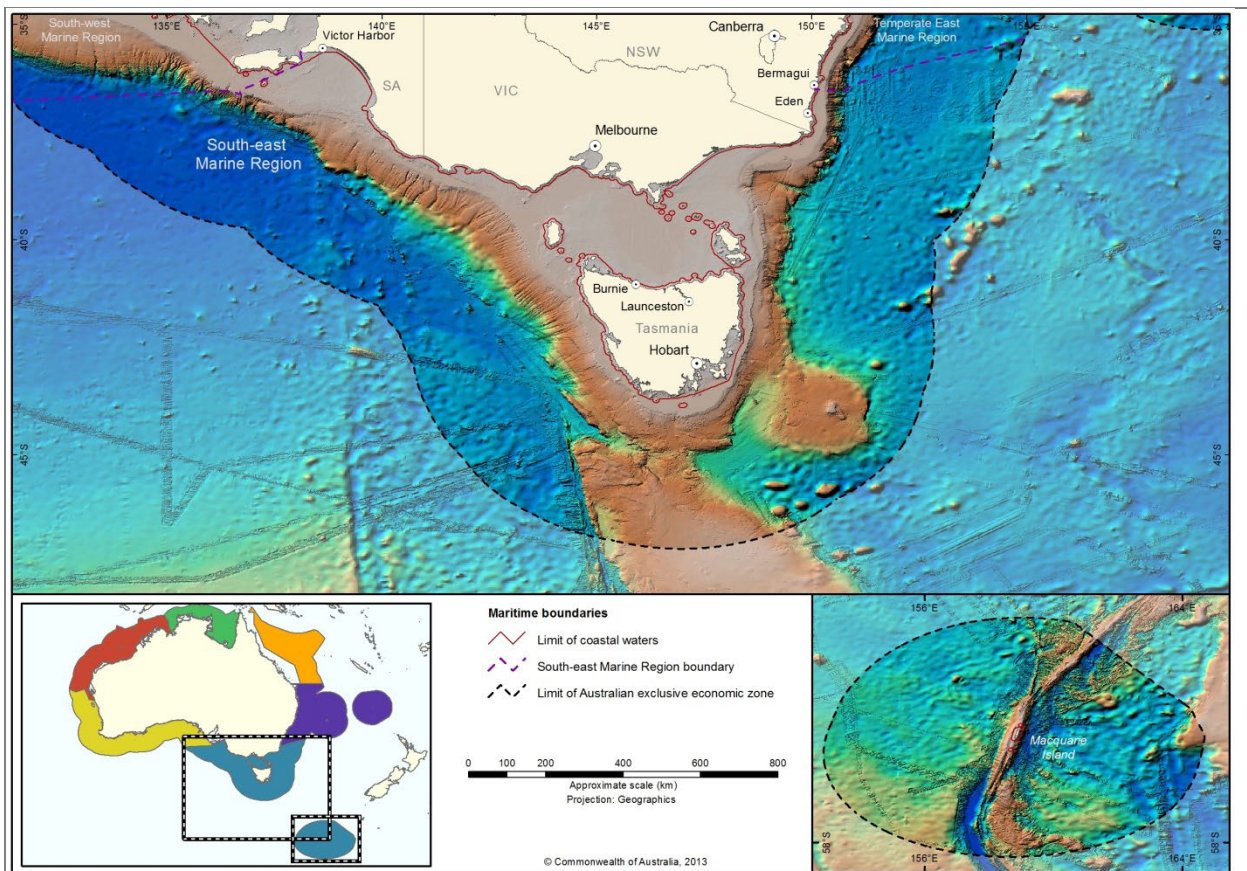 35°S
135°E
140°E
145°E
150°E
155°E
35°S
South-west
Marine Region
Victor Harbor
Canberra
Temperate East
Marine Region
NSW
Bermagui
SA
VIC
Eden
Melbourne
South-east
Marine Region
40°S
40°S
Burnie
Launceston
Tasmania
Hobart
45°S
45°S
Maritime boundaries
Limit of coastal waters
South-east Marine Region boundary
Limit of Australian exclusive economic zone
0 100 200 400 600 800
Approximate scale (km)
Projection: Geographics
© Commonwealth of Australia, 2013
156°E
164°E
Macquarie
Island
58°S
58°S
156°E
164°E